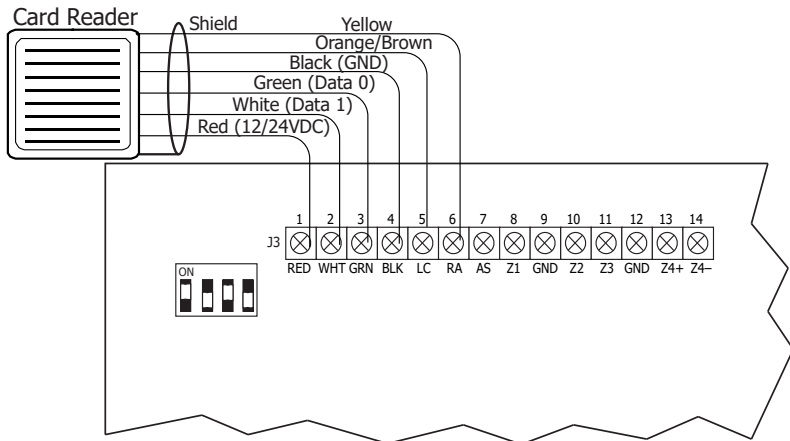 Card Reader
Shield Yellow
Orange/Brown
Black (GND)
Green (Data 0)
White (Data 1)
Red (12/24VDC)
1 2 3 4 5 6 7 8 9 10 11 12 13 14
J3
RED WHT GRN BLK LC RA AS Z1 GND Z2 Z3 GND Z4+ Z4–
ON